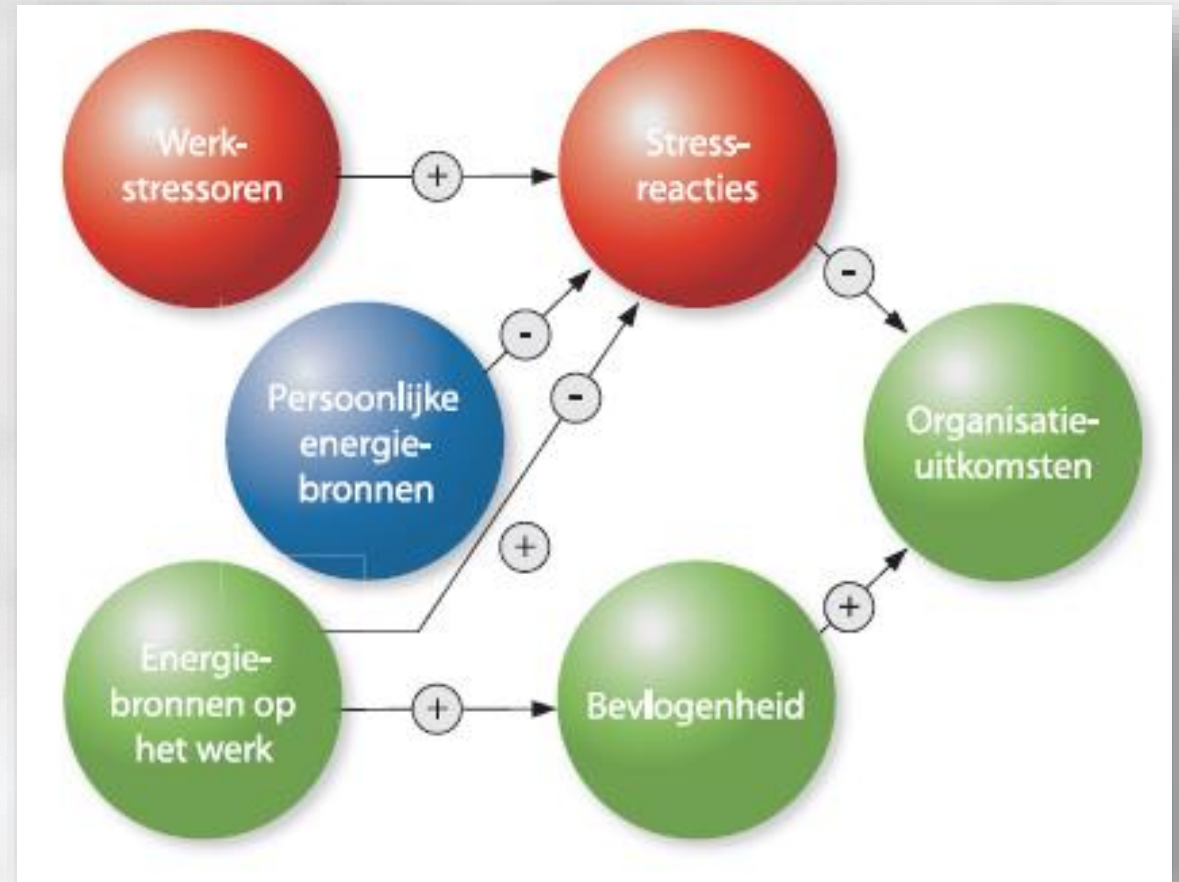 Werk-
stressoren
+
Stress-
reacties
-
-
Persoonlijke
energie-
bronnen
Organisatie-
uitkomsten
-
+
+
Energie-
bronnen op
het werk
+
Bevlogenheid